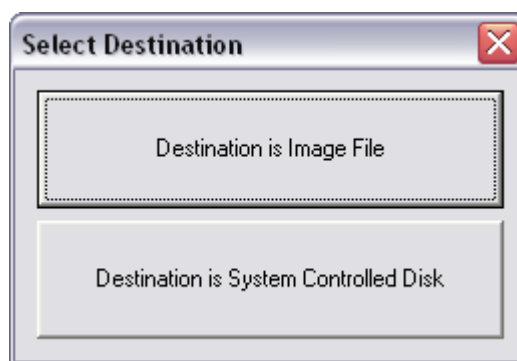 Select Destination
Destination is Image File
Destination is System Controlled Disk